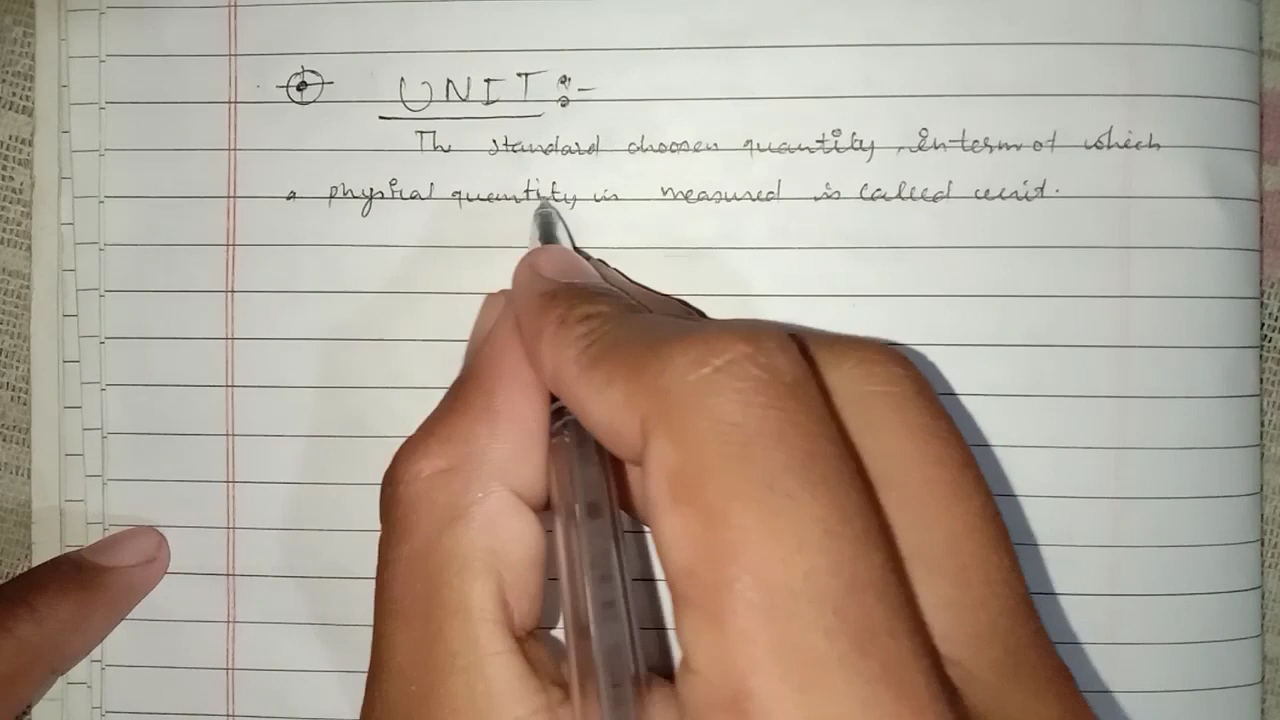 UNIT :-
The standard choosen quantity, in term of which
a physical quantity is measured is called unit.